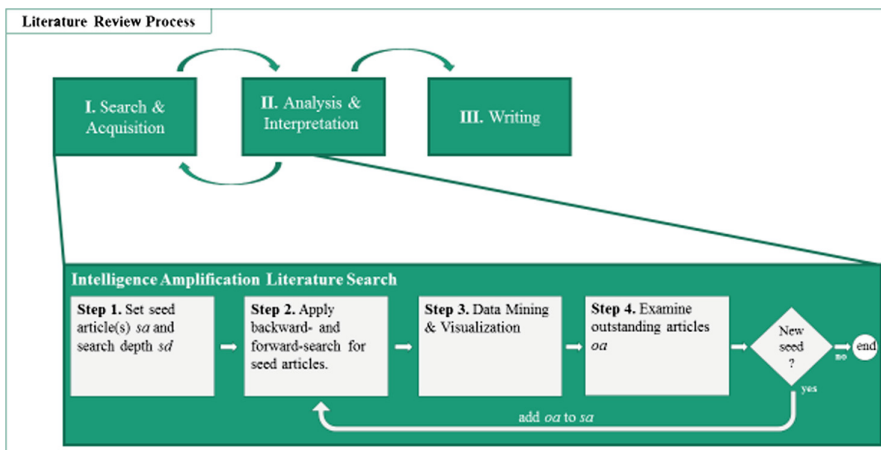 Literature Review Process
I. Search &
Acquisition
II. Analysis &
Interpretation
III. Writing
Intelligence Amplification Literature Search
Step 1. Set seed
article(s) sa and
search depth sd
Step 2. Apply
backward- and
forward-search for
seed articles.
Step 3. Data Mining
& Visualization
Step 4. Examine
outstanding articles
oa
New
seed
?
no
end
yes
add oa to sa